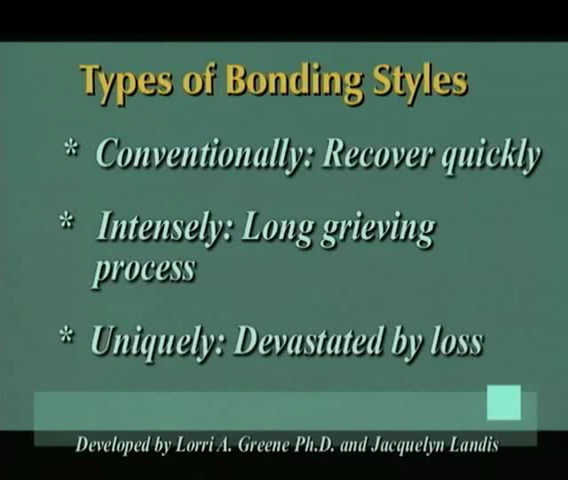 Types of Bonding Styles
* Conventionally: Recover quickly
* Intensely: Long grieving
process
* Uniquely: Devastated by loss
Developed by Lorri A. Greene Ph.D. and Jacquelyn Landis